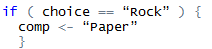 if ( choice == “Rock” ) {
comp <- “Paper”
}